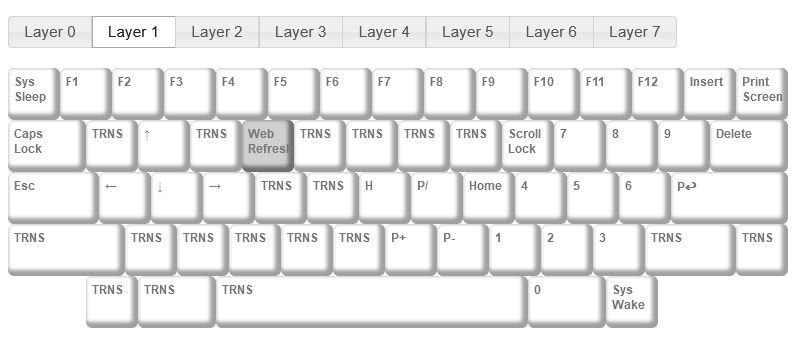 Layer 0 Layer 1 Layer 2 Layer 3 Layer 4 Layer 5 Layer 6 Layer 7
Sys Sleep F1 F2 F3 F4 F5 F6 F7 F8 F9 F10 F11 F12 Insert Print Screen
Caps Lock TRNS ↑ TRNS Web Refresh TRNS TRNS TRNS TRNS Scroll Lock 7 8 9 Delete
Esc ← ↓ → TRNS TRNS H P/ Home 4 5 6 P↩
TRNS TRNS TRNS TRNS TRNS TRNS P+ P- 1 2 3 TRNS TRNS
TRNS TRNS TRNS 0 Sys Wake